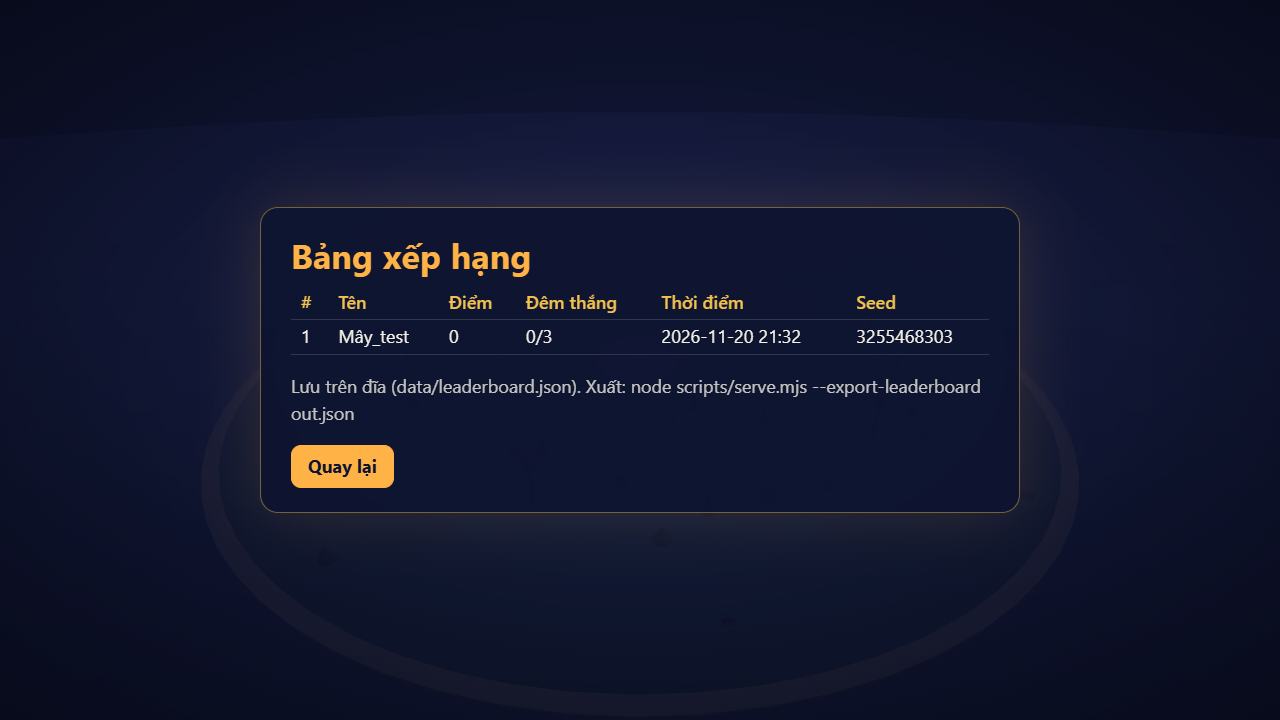 Bảng xếp hạng
# Tên Điểm Đêm thắng Thời điểm Seed
1 Mây_test 0 0/3 2026-11-20 21:32 3255468303
Lưu trên đĩa (data/leaderboard.json). Xuất: node scripts/serve.mjs --export-leaderboard
out.json
Quay lại